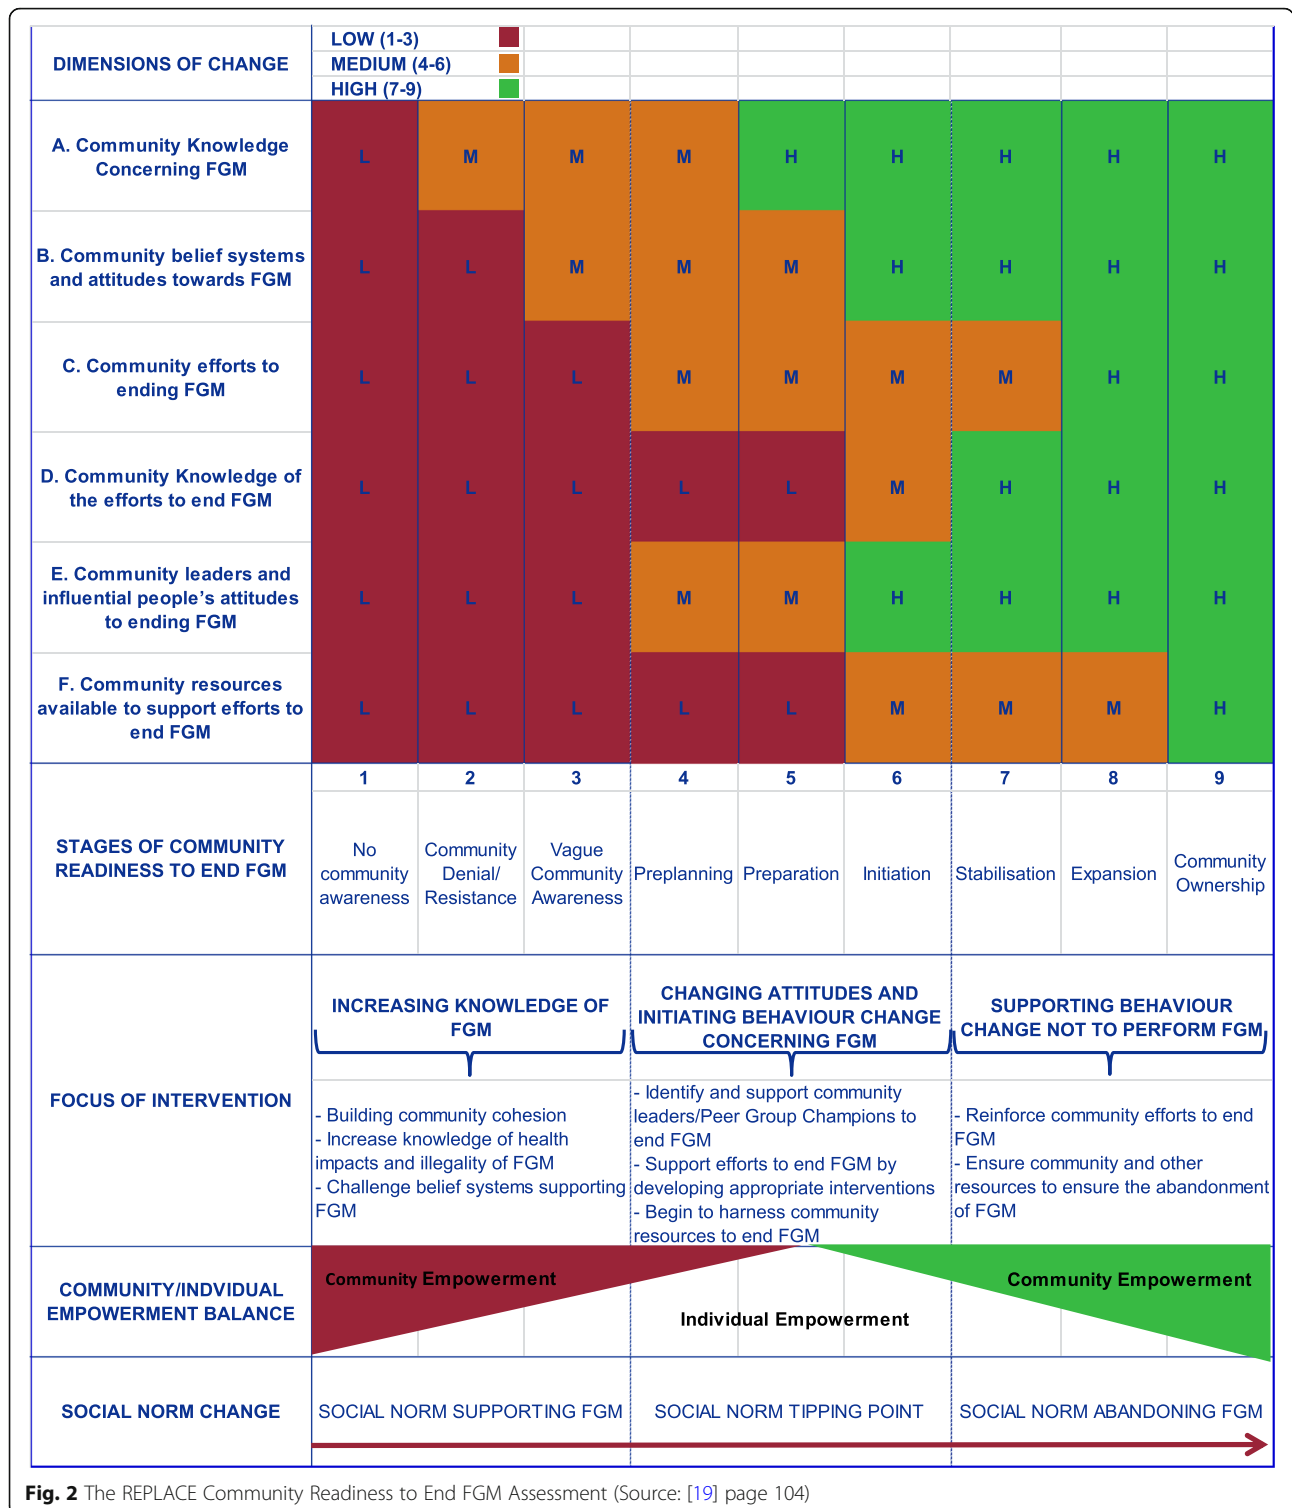 DIMENSIONS OF CHANGE
LOW (1-3)
MEDIUM (4-6)
HIGH (7-9)
A. Community Knowledge
Concerning FGM
L M M M H H H H H
B. Community belief systems
and attitudes towards FGM
L L M M M H H H H
C. Community efforts to
ending FGM
L L L M M M M H H
D. Community Knowledge of
the efforts to end FGM
L L L L L M H H H
E. Community leaders and
influential people's attitudes
to ending FGM
L L L M M H H H H
F. Community resources
available to support efforts to
end FGM
L L L L L M M M H
STAGES OF COMMUNITY
READINESS TO END FGM
1 2 3 4 5 6 7 8 9
No
community
awareness
Community
Denial/
Resistance
Vague
Community
Awareness
Preplanning
Preparation
Initiation
Stabilisation
Expansion
Community
Ownership
FOCUS OF INTERVENTION
INCREASING KNOWLEDGE OF
FGM
CHANGING ATTITUDES AND
INITIATING BEHAVIOUR CHANGE
CONCERNING FGM
SUPPORTING BEHAVIOUR
CHANGE NOT TO PERFORM FGM
- Building community cohesion
- Increase knowledge of health
impacts and illegality of FGM
- Challenge belief systems supporting
FGM
- Identify and support community
leaders/Peer Group Champions to
end FGM
- Support efforts to end FGM by
developing appropriate interventions
- Begin to harness community
resources to end FGM
- Reinforce community efforts to end
FGM
- Ensure community and other
resources to ensure the abandonment
of FGM
COMMUNITY/INDVIDUAL
EMPOWERMENT BALANCE
Community Empowerment
Individual Empowerment
Community Empowerment
SOCIAL NORM CHANGE
SOCIAL NORM SUPPORTING FGM
SOCIAL NORM TIPPING POINT
SOCIAL NORM ABANDONING FGM
Fig. 2 The REPLACE Community Readiness to End FGM Assessment (Source: [19] page 104)